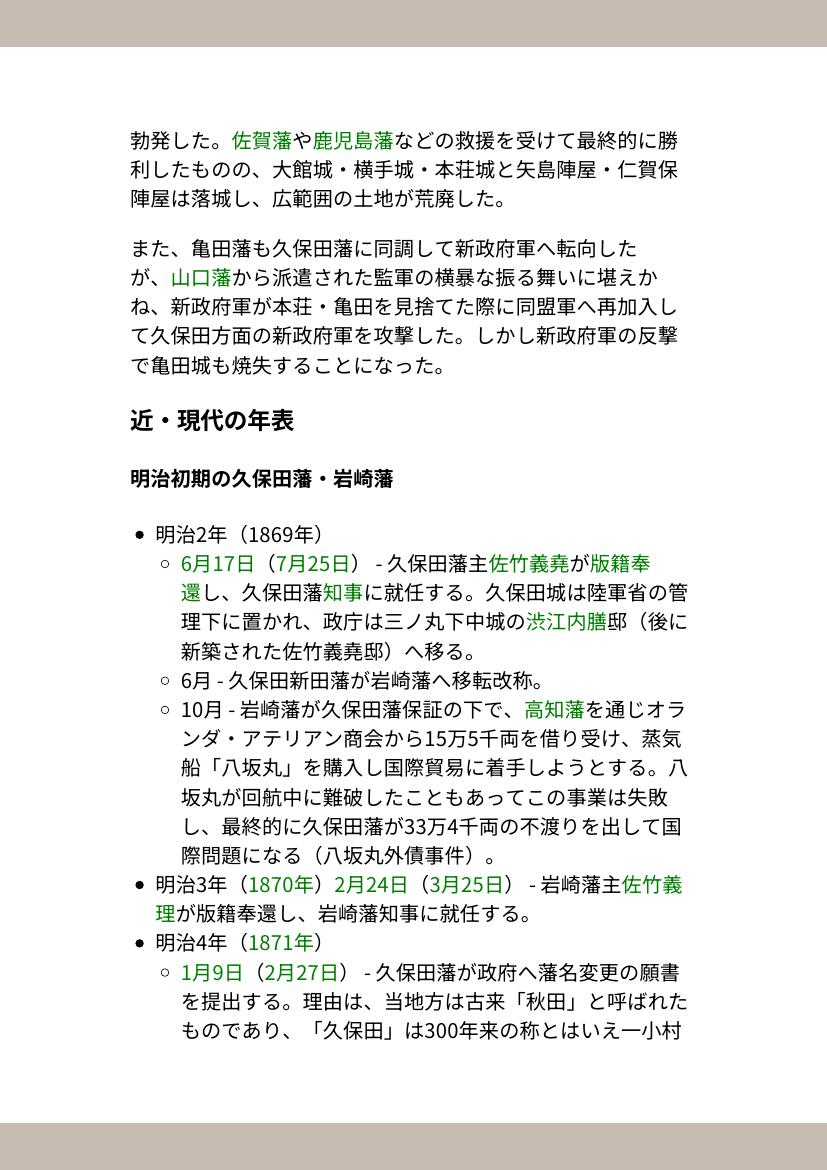 勃発した。佐賀藩や鹿児島藩などの救援を受けて最終的に勝
利したものの、大館城・横手城・本荘城と矢島陣屋・仁賀保
陣屋は落城し、広範囲の土地が荒廃した。
また、亀田藩も久保田藩に同調して新政府軍へ転向した
が、山口藩から派遣された監軍の横暴な振る舞いに堪えか
ね、新政府軍が本荘・亀田を見捨てた際に同盟軍へ再加入し
て久保田方面の新政府軍を攻撃した。しかし新政府軍の反撃
で亀田城も焼失することになった。
近・現代の年表
明治初期の久保田藩・岩崎藩
• 明治2年（1869年）
◦ 6月17日（7月25日） - 久保田藩主佐竹義堯が版籍奉
還し、久保田藩知事に就任する。久保田城は陸軍省の管
理下に置かれ、政庁は三ノ丸下中城の渋江内膳邸（後に
新築された佐竹義堯邸）へ移る。
◦ 6月 - 久保田新田藩が岩崎藩へ移転改称。
◦ 10月 - 岩崎藩が久保田藩保証の下で、高知藩を通じオラ
ンダ・アテリアン商会から15万5千両を借り受け、蒸気
船「八坂丸」を購入し国際貿易に着手しようとする。八
坂丸が回航中に難破したこともあってこの事業は失敗
し、最終的に久保田藩が33万4千両の不渡りを出して国
際問題になる（八坂丸外債事件）。
• 明治3年（1870年）2月24日（3月25日） - 岩崎藩主佐竹義
理が版籍奉還し、岩崎藩知事に就任する。
• 明治4年（1871年）
◦ 1月9日（2月27日） - 久保田藩が政府へ藩名変更の願書
を提出する。理由は、当地方は古来「秋田」と呼ばれた
ものであり、「久保田」は300年来の称とはいえ一小村